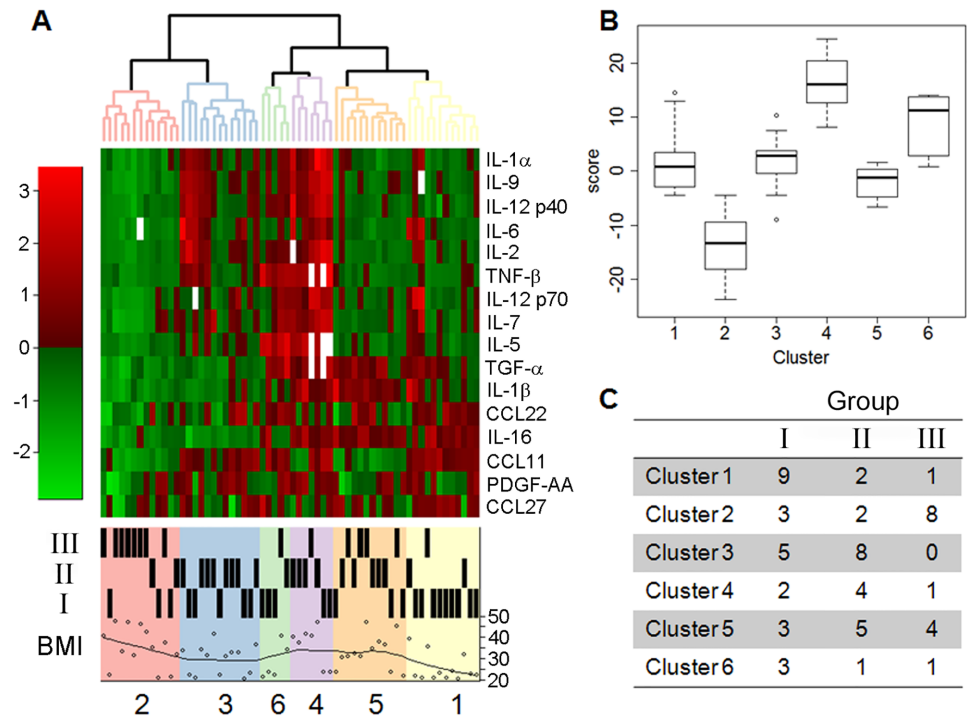 A
3
2
1
0
-1
-2
IL-1α
IL-9
IL-12 p40
IL-6
IL-2
TNF-β
IL-12 p70
IL-7
IL-5
TGF-α
IL-1β
CCL22
IL-16
CCL11
PDGF-AA
CCL27
III
II
I
BMI
50
40
30
20
2 3 6 4 5 1
B
score
20
10
0
-10
-20
1 2 3 4 5 6
Cluster
C
Group
I II III
Cluster 1 9 2 1
Cluster 2 3 2 8
Cluster 3 5 8 0
Cluster 4 2 4 1
Cluster 5 3 5 4
Cluster 6 3 1 1